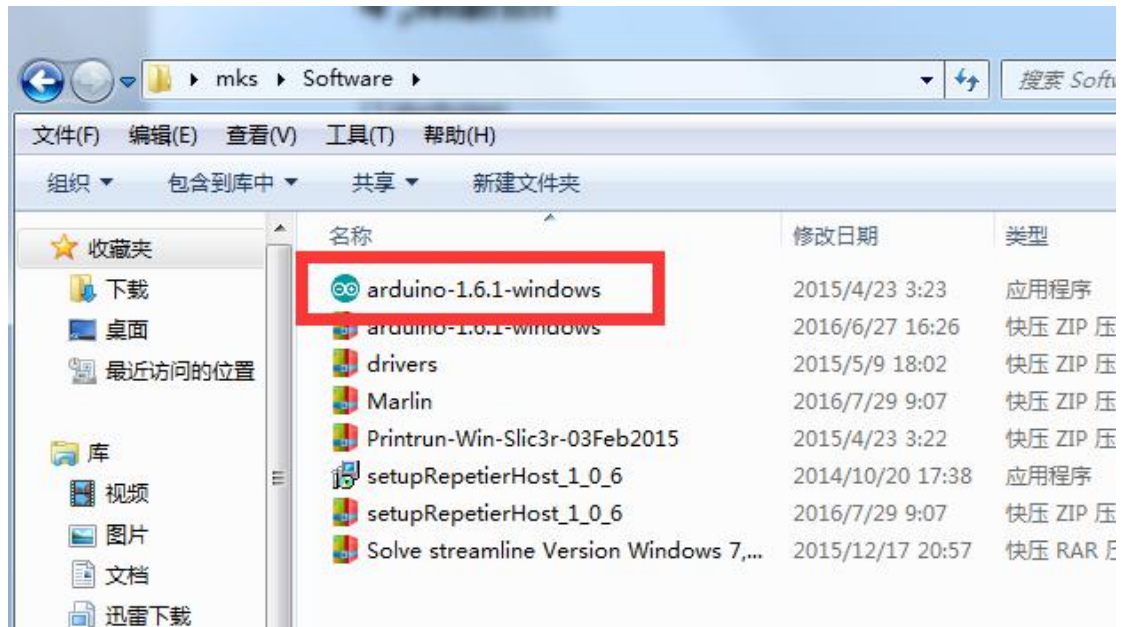 mks Software 搜索 Softw
文件(F) 编辑(E) 查看(V) 工具(T) 帮助(H)
组织 包含到库中 共享 新建文件夹
收藏夹
下载
桌面
最近访问的位置
库
视频
图片
文档
迅雷下载
名称 修改日期 类型
arduino-1.6.1-windows 2015/4/23 3:23 应用程序
arduino-1.6.1-windows 2016/6/27 16:26 快压 ZIP 压
drivers 2015/5/9 18:02 快压 ZIP 压
Marlin 2016/7/29 9:07 快压 ZIP 压
Printrun-Win-Slic3r-03Feb2015 2015/4/23 3:22 快压 ZIP 压
setupRepetierHost_1_0_6 2014/10/20 17:38 应用程序
setupRepetierHost_1_0_6 2016/7/29 9:07 快压 ZIP 压
Solve streamline Version Windows 7,... 2015/12/17 20:57 快压 RAR